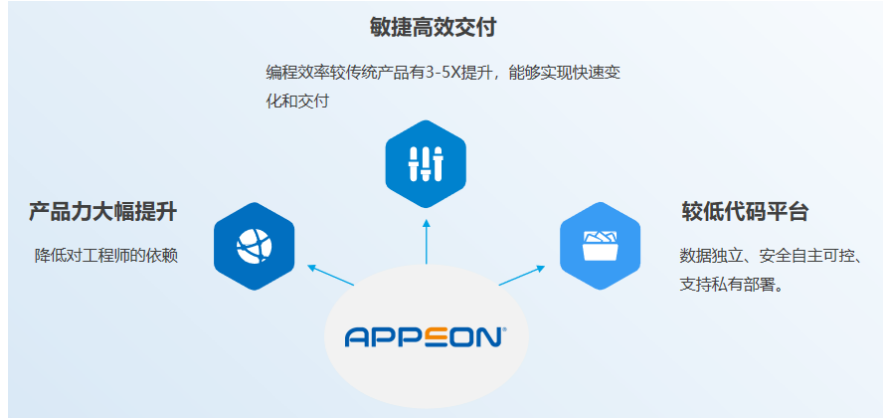 敏捷高效交付
编程效率较传统产品有3-5X提升，能够实现快速变
化和交付
产品力大幅提升
降低对工程师的依赖
较低代码平台
数据独立、安全自主可控、
支持私有部署。
APPEON®